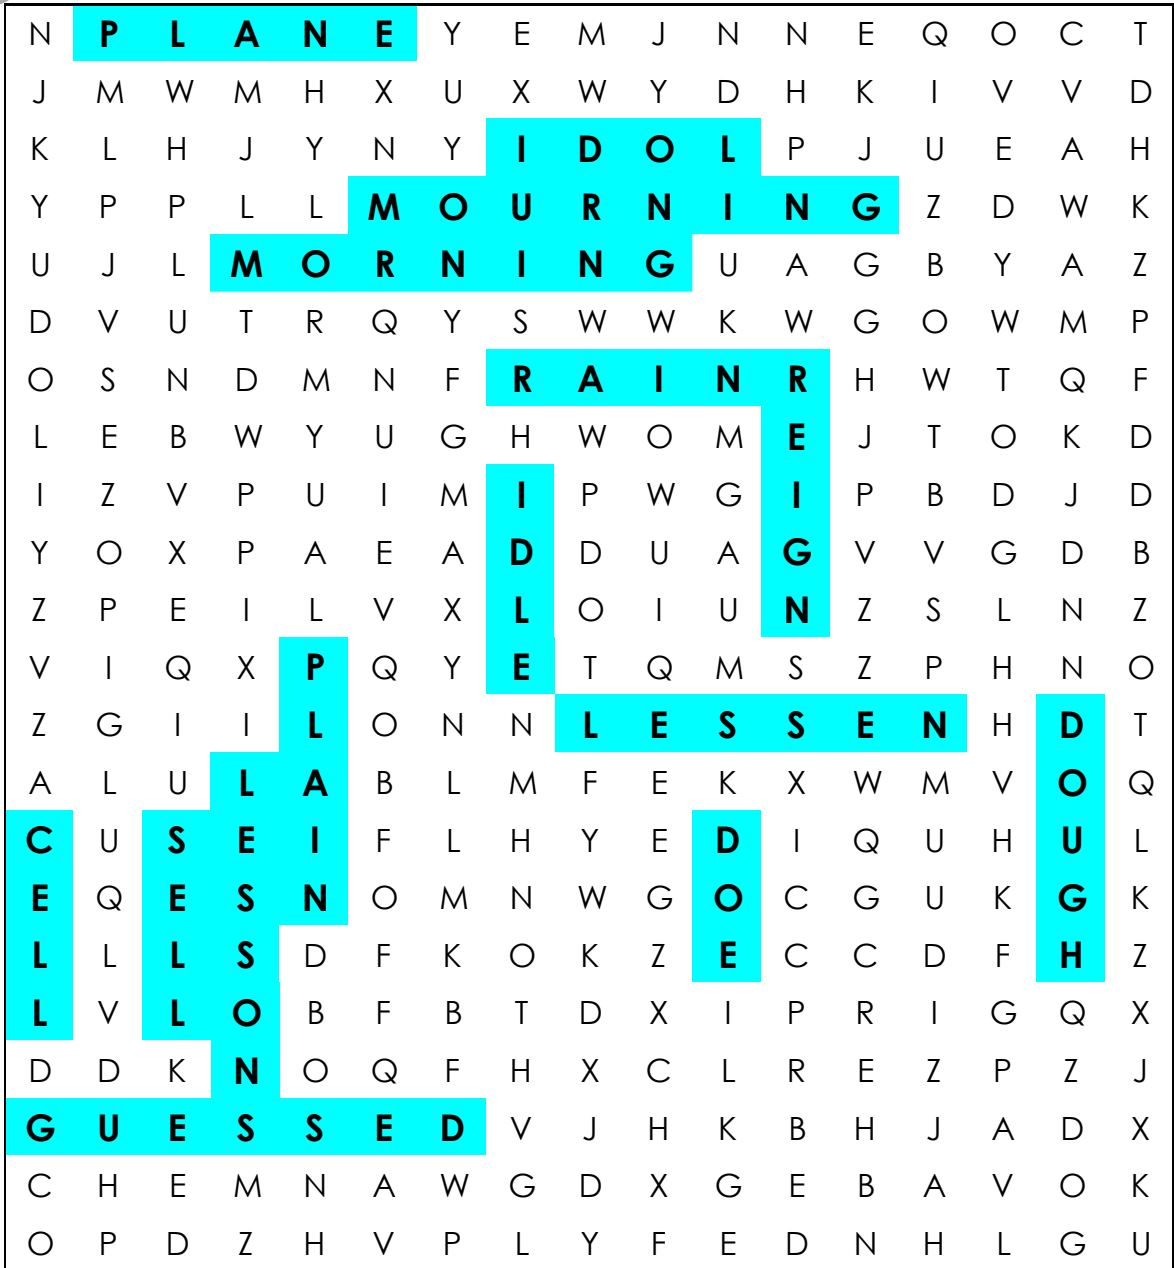 N P L A N E Y E M J N N E Q O C T
J M W M H X U X W Y D H K I V V D
K L H J Y N Y I D O L P J U E A H
Y P P L L M O U R N I N G Z D W K
U J L M O R N I N G U A G B Y A Z
D V U T R Q Y S W W K W G O W M P
O S N D M N F R A I N R H W T Q F
L E B W Y U G H W O M E J T O K D
I Z V P U I M I P W G I P B D J D
Y O X P A E A D D U A G V V G D B
Z P E I L V X L O I U N Z S L N Z
V I Q X P Q Y E T Q M S Z P H N O
Z G I I L O N N L E S S E N H D T
A L U L A B L M F E K X W M V O Q
C U S E I F L H Y E D I Q U H U L
E Q E S N O M N W G O C G U K G K
L L L S D F K O K Z E C C D F H Z
L V L O B F B T D X I P R I G Q X
D D K N O Q F H X C L R E Z P Z J
G U E S S E D V J H K B H J A D X
C H E M N A W G D X G E B A V O K
O P D Z H V P L Y F E D N H L G U